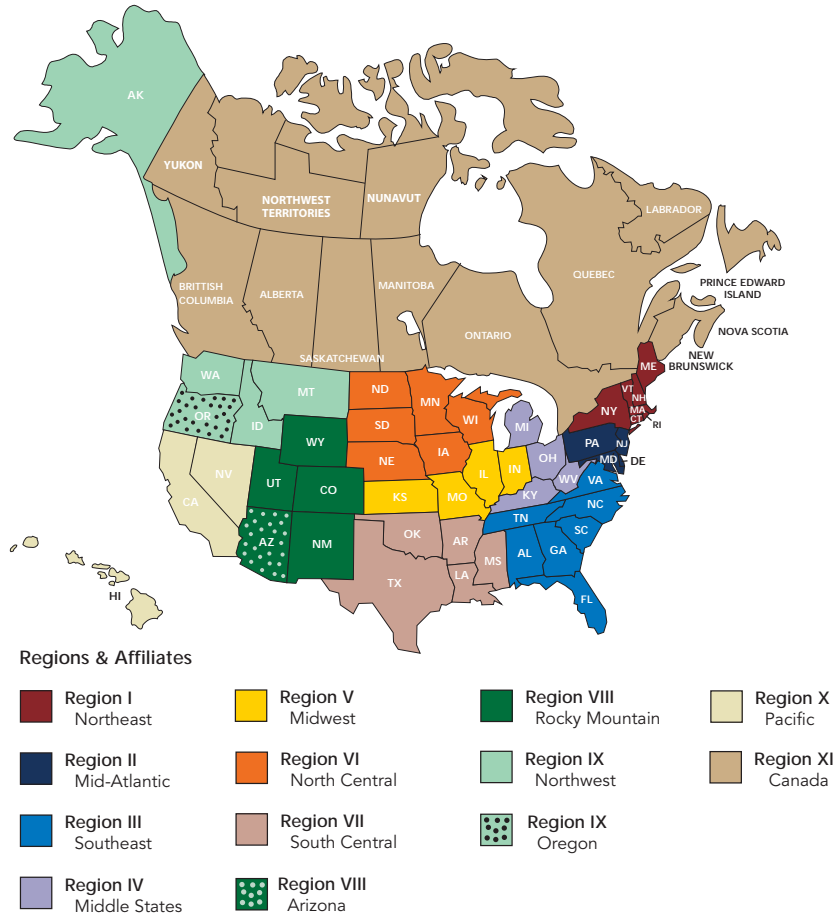 AK
YUKON
NORTHWEST
TERRITORIES
NUNAVUT
LABRADOR
BRITTISH
COLUMBIA
ALBERTA
MANITOBA
SASKATCHEWAN
ONTARIO
QUEBEC
PRINCE EDWARD
ISLAND
NOVA SCOTIA
NEW
BRUNSWICK
WA
OR
ID
MT
ND
SD
NE
MN
IA
WI
MI
ME
VT
NH
MA
CT
RI
NY
PA
NJ
MD
DE
OH
WV
KY
VA
IL
IN
WY
UT
CO
KS
MO
NV
CA
AZ
NM
OK
AR
TX
LA
MS
TN
NC
SC
AL
GA
FL
HI
Regions & Affiliates
Region I
Northeast
Region II
Mid-Atlantic
Region III
Southeast
Region IV
Middle States
Region V
Midwest
Region VI
North Central
Region VII
South Central
Region VIII
Arizona
Region VIII
Rocky Mountain
Region IX
Northwest
Region IX
Oregon
Region X
Pacific
Region XI
Canada